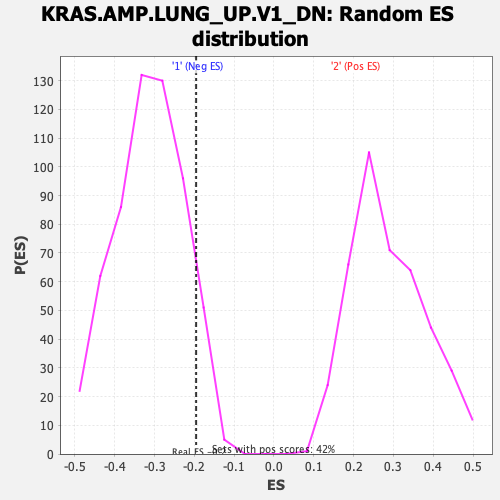 KRAS.AMP.LUNG_UP.V1_DN: Random ES
distribution
'1' (Neg ES)
'2' (Pos ES)
P(ES)
130
120
110
100
90
80
70
60
50
40
30
20
10
0
Real ES
Sets with pos scores: 42%
-0.5 -0.4 -0.3 -0.2 -0.1 0.0 0.1 0.2 0.3 0.4 0.5
ES